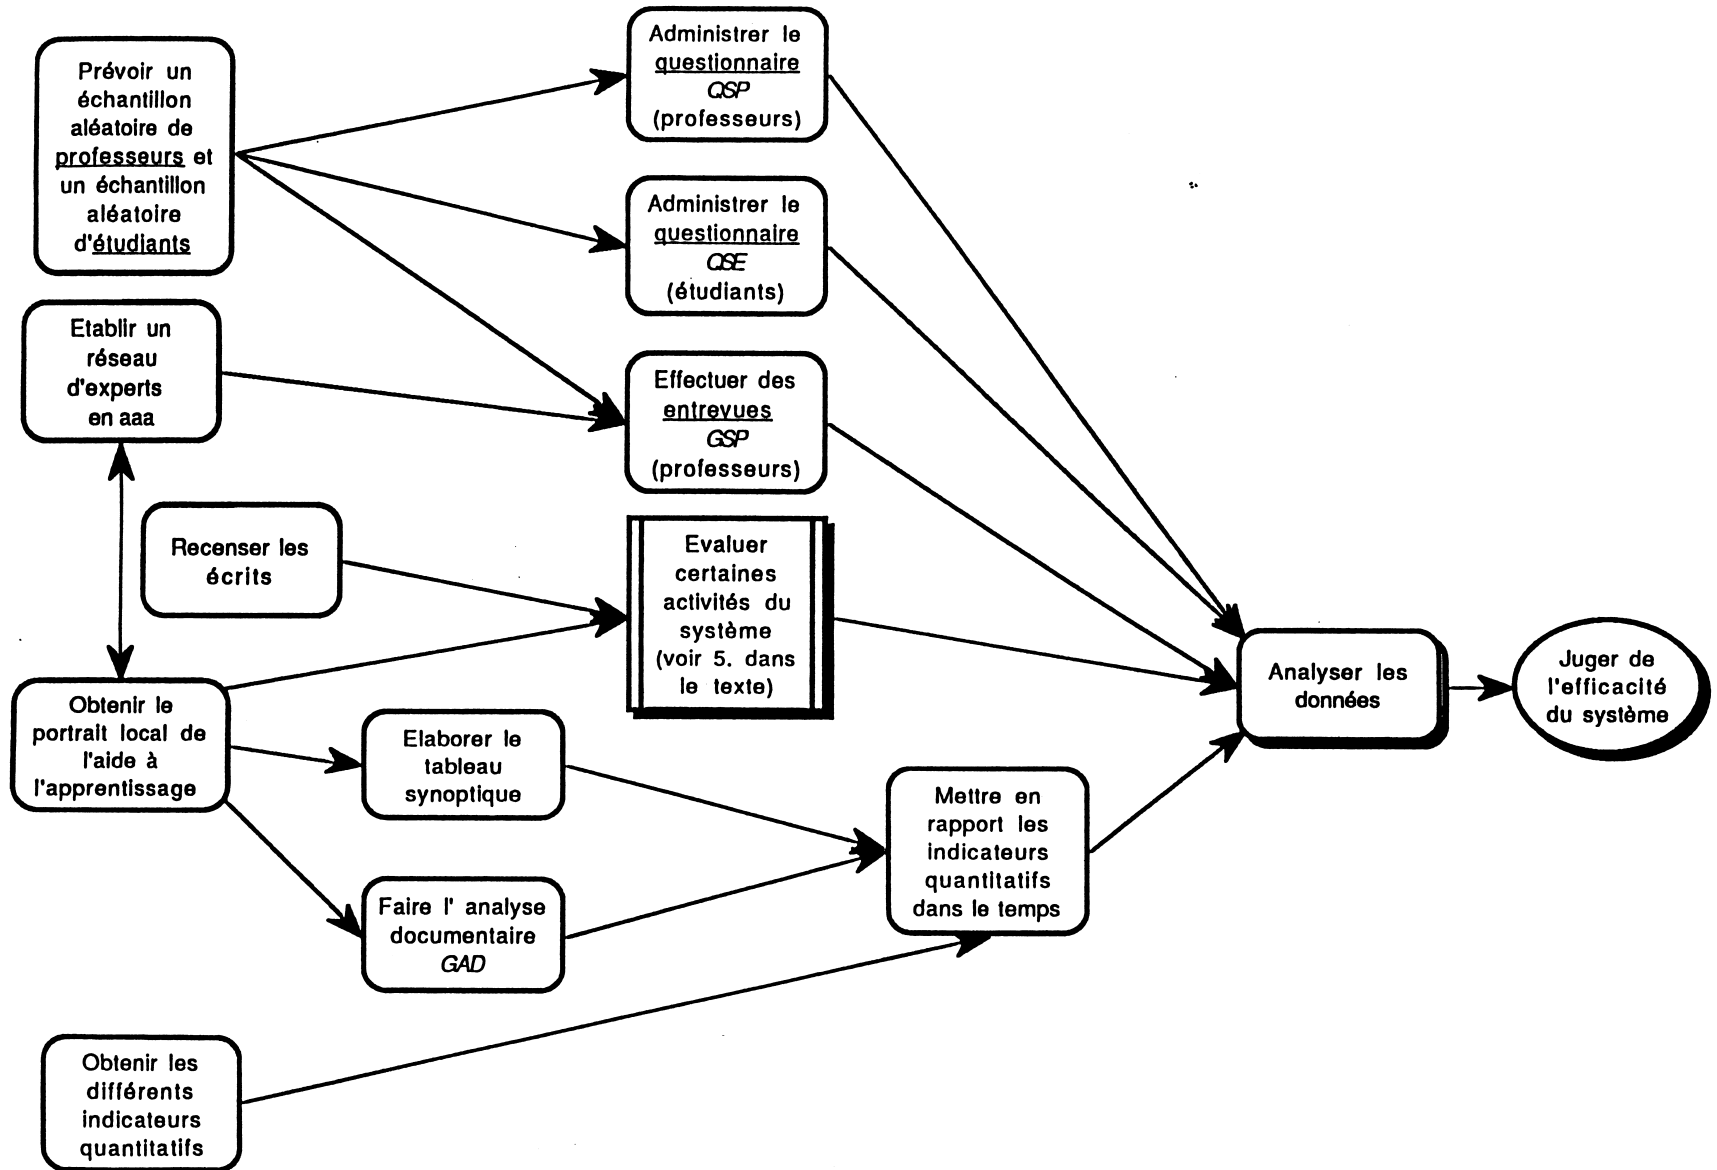 Prévoir un
échantillon
aléatoire de
professeurs et
un échantillon
aléatoire
d'étudiants
Administrer le
questionnaire
QSP
(professeurs)
Administrer le
questionnaire
QSE
(étudiants)
Etablir un
réseau
d'experts
en aaa
Effectuer des
entrevues
GSP
(professeurs)
Recenser les
écrits
Evaluer
certaines
activités du
système
(voir 5. dans
le texte)
Obtenir le
portrait local de
l'aide à
l'apprentissage
Elaborer le
tableau
synoptique
Faire l' analyse
documentaire
GAD
Obtenir les
différents
indicateurs
quantitatifs
Mettre en
rapport les
indicateurs
quantitatifs
dans le temps
Analyser les
données
Juger de
l'efficacité
du système